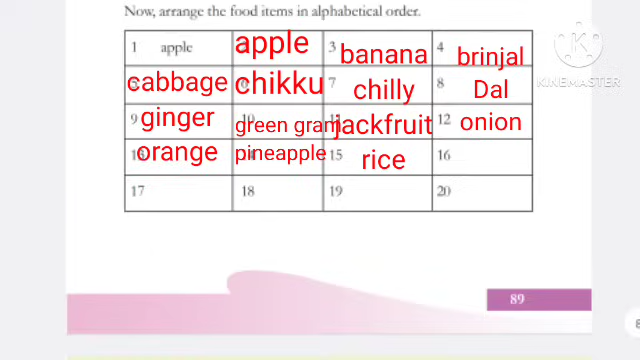 Now, arrange the food items in alphabetical order.
1 apple apple 3 banana 4 brinjal
KINEMASTER
cabbage chikku 7 chilly 8 Dal
9 ginger 10 green gram 11 jackfruit 12 onion
13 orange pineapple 15 rice 16
17 18 19 20
89